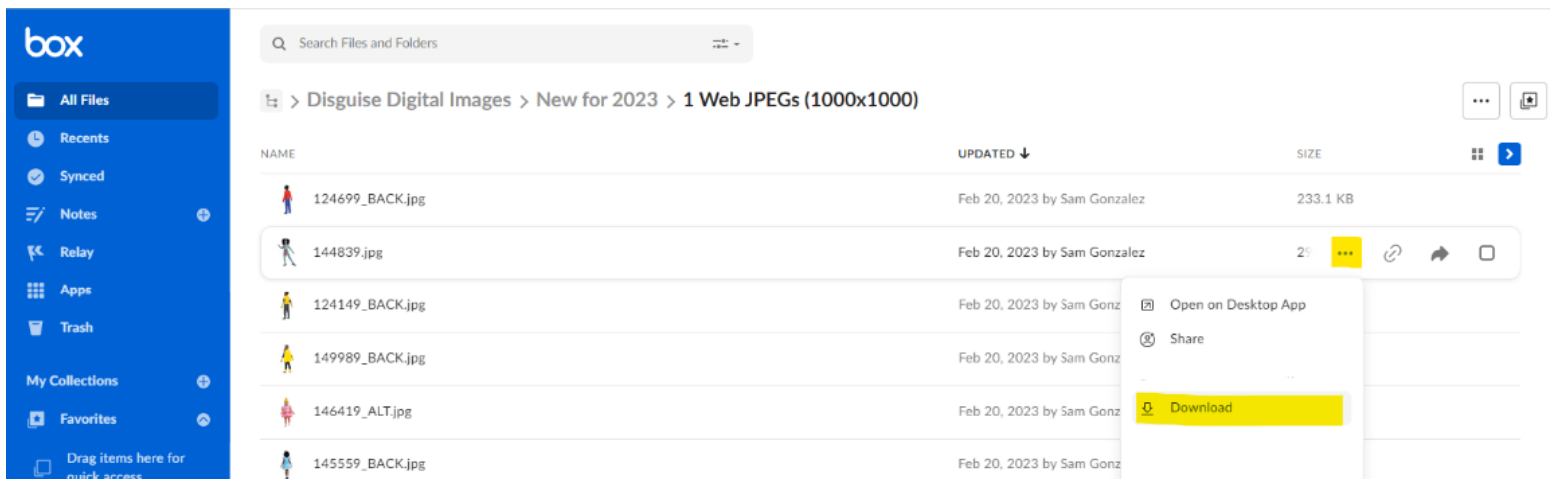 box
Search Files and Folders
All Files
Recents
Synced
Notes
Relay
Apps
Trash
My Collections
Favorites
Drag items here for
quick access
> Disguise Digital Images > New for 2023 > 1 Web JPEGs (1000x1000)
NAME UPDATED ↓ SIZE
124699_BACK.jpg Feb 20, 2023 by Sam Gonzalez 233.1 KB
144839.jpg Feb 20, 2023 by Sam Gonzalez
124149_BACK.jpg Feb 20, 2023 by Sam Gonz
149989_BACK.jpg Feb 20, 2023 by Sam Gonz
146419_ALT.jpg Feb 20, 2023 by Sam Gonz
145559_BACK.jpg Feb 20, 2023 by Sam Gonz
Open on Desktop App
Share
Download